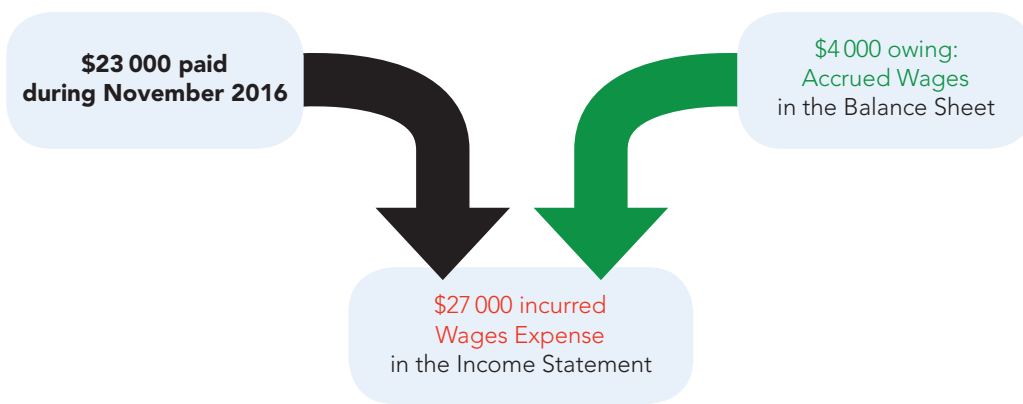 $23 000 paid
during November 2016
$4 000 owing:
Accrued Wages
in the Balance Sheet
$27 000 incurred
Wages Expense
in the Income Statement